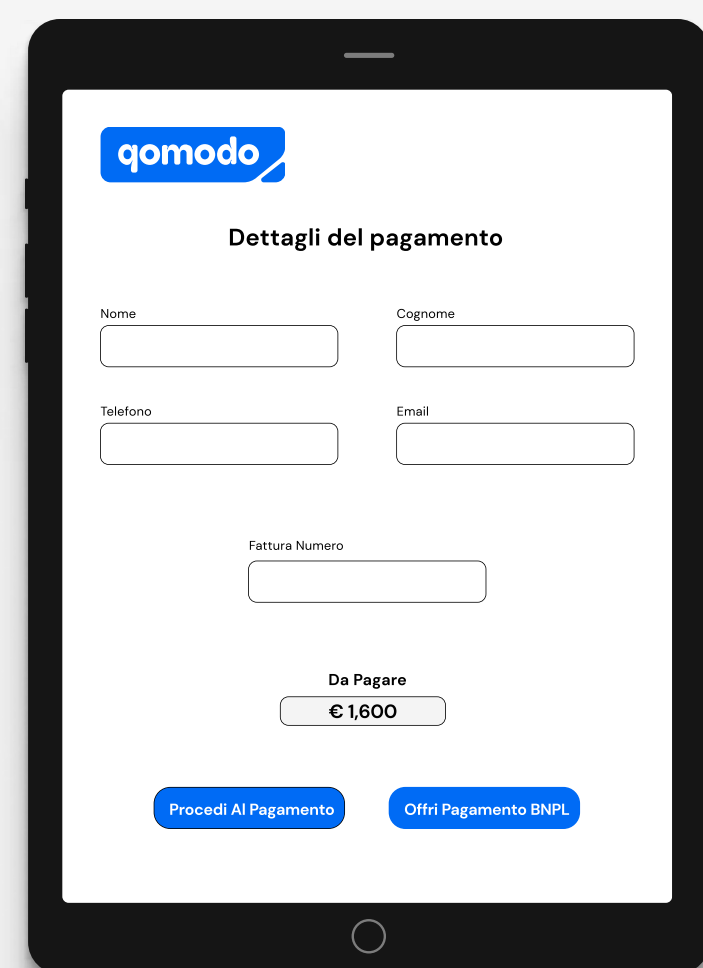 qomodo
Dettagli del pagamento
Nome
Cognome
Telefono
Email
Fattura Numero
Da Pagare
€ 1,600
Procedi Al Pagamento
Offri Pagamento BNPL